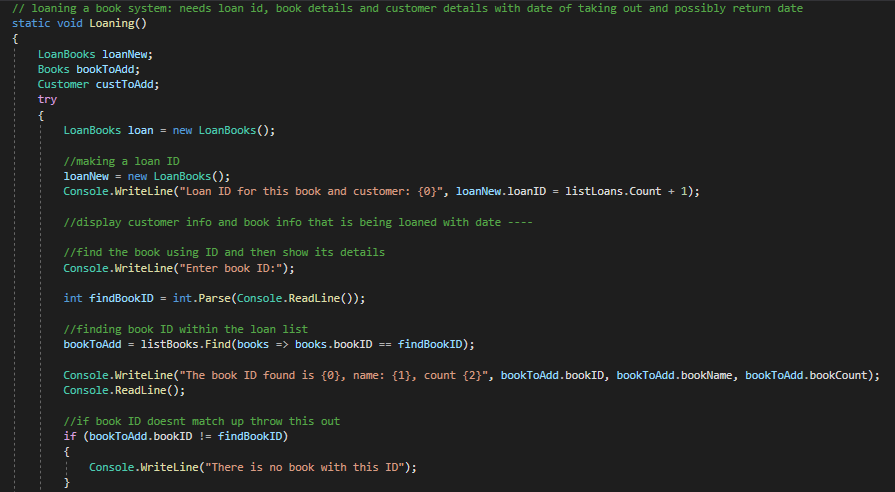 // loaning a book system: needs loan id, book details and customer details with date of taking out and possibly return date
static void Loaning()
{
LoanBooks loanNew;
Books bookToAdd;
Customer custToAdd;
try
{
LoanBooks loan = new LoanBooks();
//making a loan ID
loanNew = new LoanBooks();
Console.WriteLine("Loan ID for this book and customer: {0}", loanNew.loanID = listLoans.Count + 1);
//display customer info and book info that is being loaned with date ----
//find the book using ID and then show its details
Console.WriteLine("Enter book ID:");
int findBookID = int.Parse(Console.ReadLine());
//finding book ID within the loan list
bookToAdd = listBooks.Find(books => books.bookID == findBookID);
Console.WriteLine("The book ID found is {0}, name: {1}, count {2}", bookToAdd.bookID, bookToAdd.bookName, bookToAdd.bookCount);
Console.ReadLine();
//if book ID doesnt match up throw this out
if (bookToAdd.bookID != findBookID)
{
Console.WriteLine("There is no book with this ID");
}